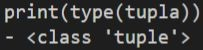 print(type(tupla))
- <class 'tuple'>